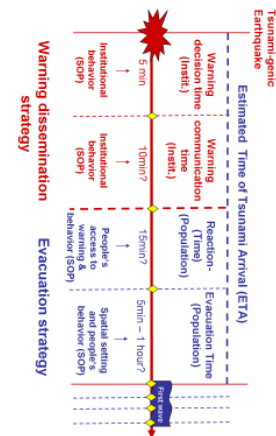 Tsunami-genic
Earthquake
Estimated Time of Tsunami Arrival (ETA)
Warning
decision time
(Instit.)
Warning
communication
time
(Instit.)
Reaction-
(Time)
(Population)
Evacuation Time
(Population)
5 min
10min?
15min?
5min – 1 hour?
First wave
Institutional
behavior
(SOP)
Institutional
behavior
(SOP)
People's
access to
warning &
behavior (SOP)
Spatial setting
and people's
behavior (SOP)
Warning dissemination
strategy
Evacuation strategy